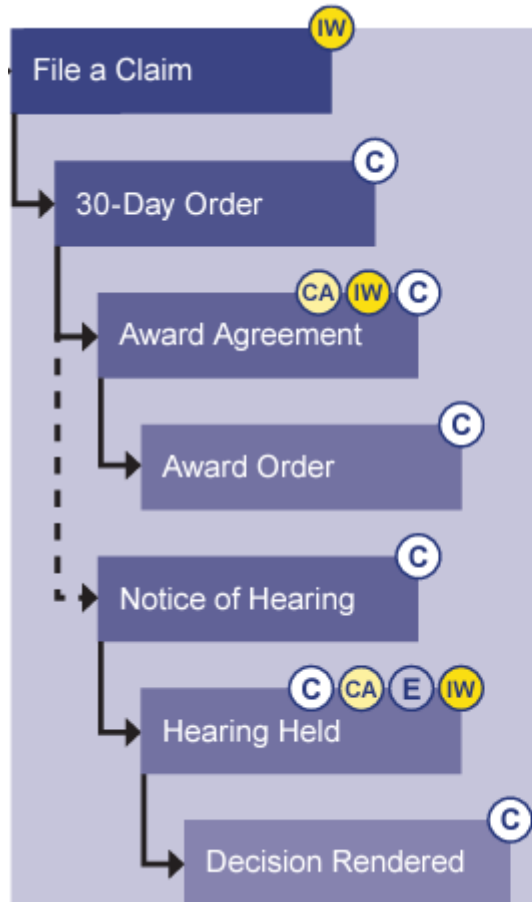 IW
File a Claim
C
30-Day Order
CA IW C
Award Agreement
C
Award Order
C
Notice of Hearing
C CA E IW
Hearing Held
C
Decision Rendered